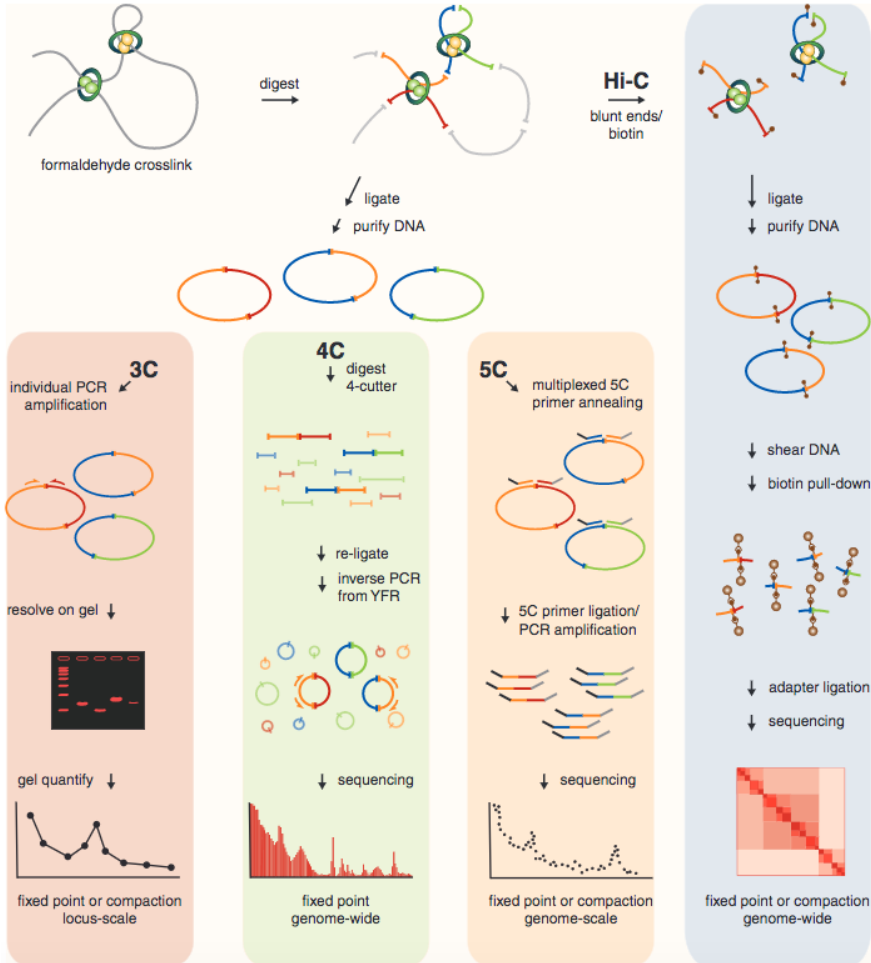 formaldehyde crosslink
digest
Hi-C
blunt ends/
biotin
ligate
purify DNA
ligate
purify DNA
3C
individual PCR
amplification
resolve on gel
gel quantify
fixed point or compaction
locus-scale
4C
digest
4-cutter
re-ligate
inverse PCR
from YFR
sequencing
fixed point
genome-wide
5C
multiplexed 5C
primer annealing
5C primer ligation/
PCR amplification
sequencing
fixed point or compaction
genome-scale
shear DNA
biotin pull-down
adapter ligation
sequencing
fixed point or compaction
genome-wide